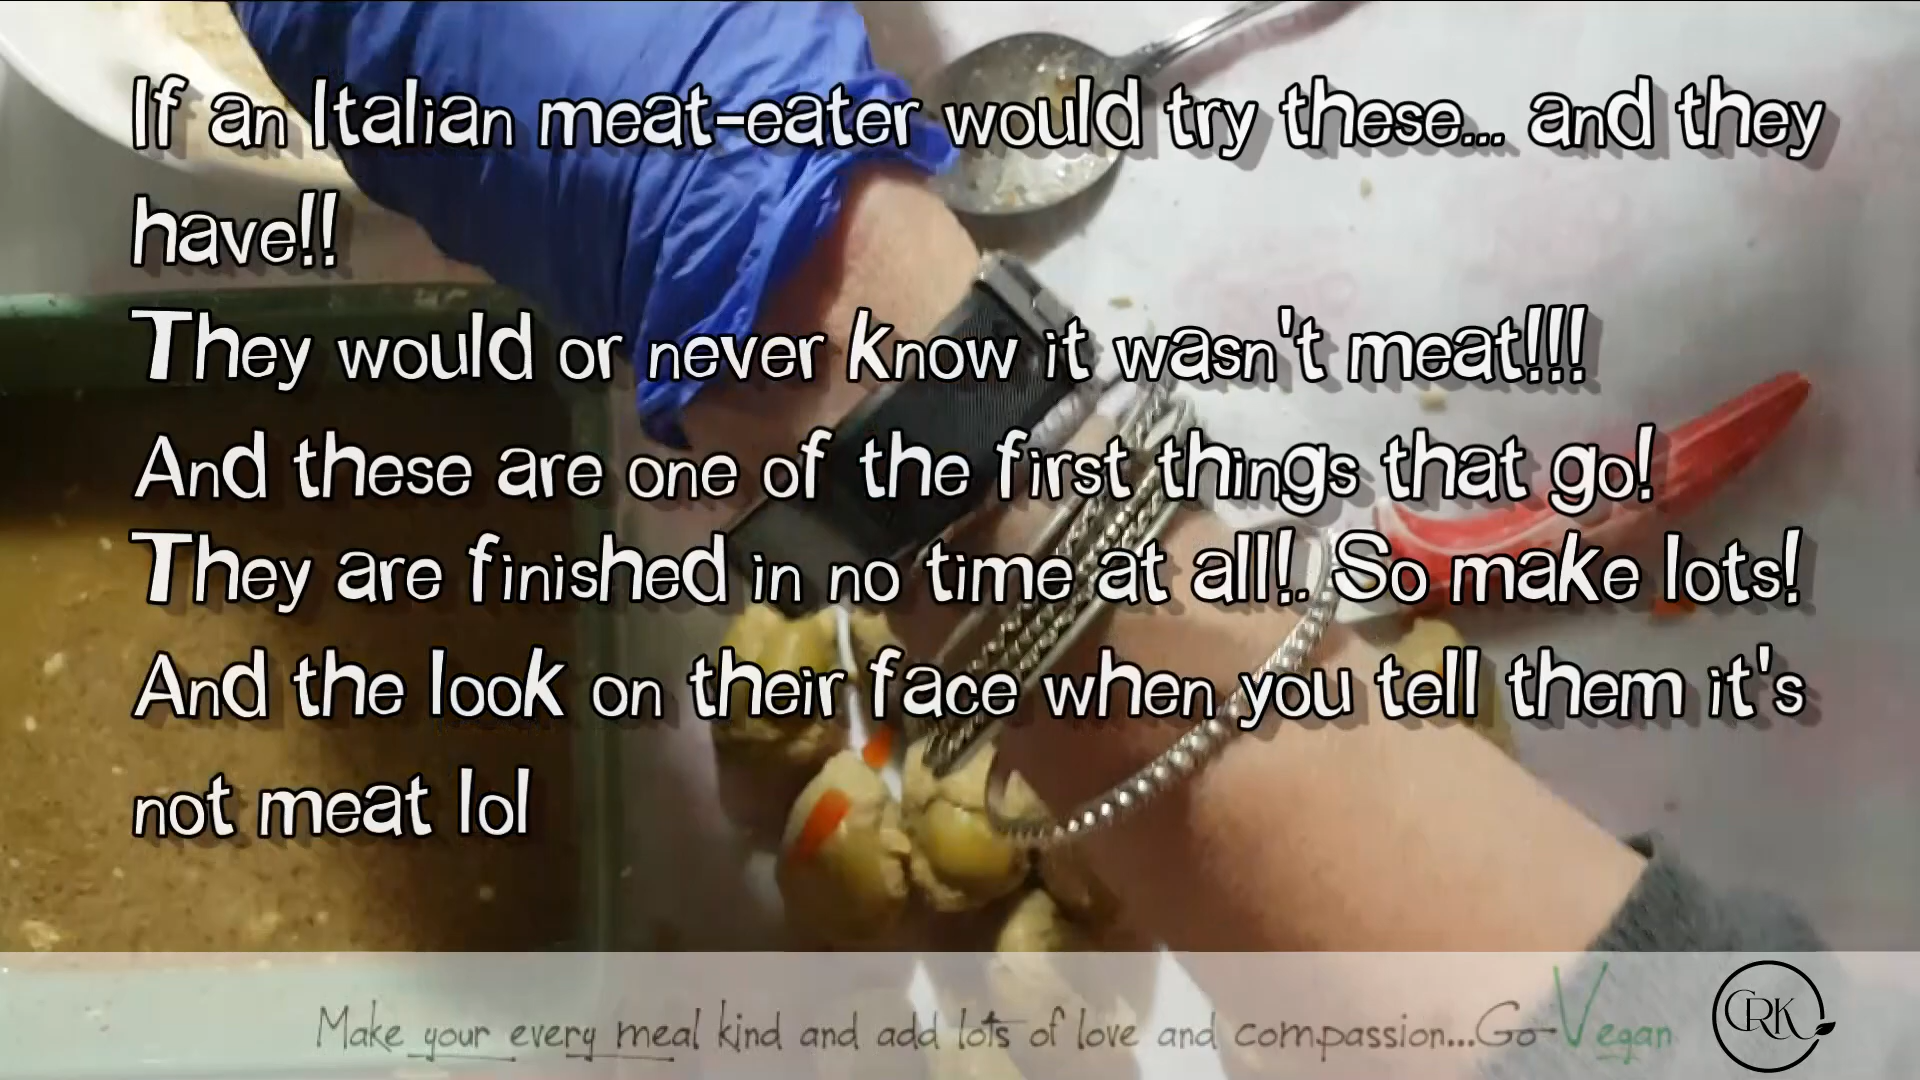 If an Italian meat-eater would try these... and they
have!!
They would or never know it wasn't meat!!!
And these are one of the first things that go!
They are finished in no time at all!. So make lots!
And the look on their face when you tell them it's
not meat lol
Make your every meal kind and add lots of love and compassion...Go Vegan
CRK